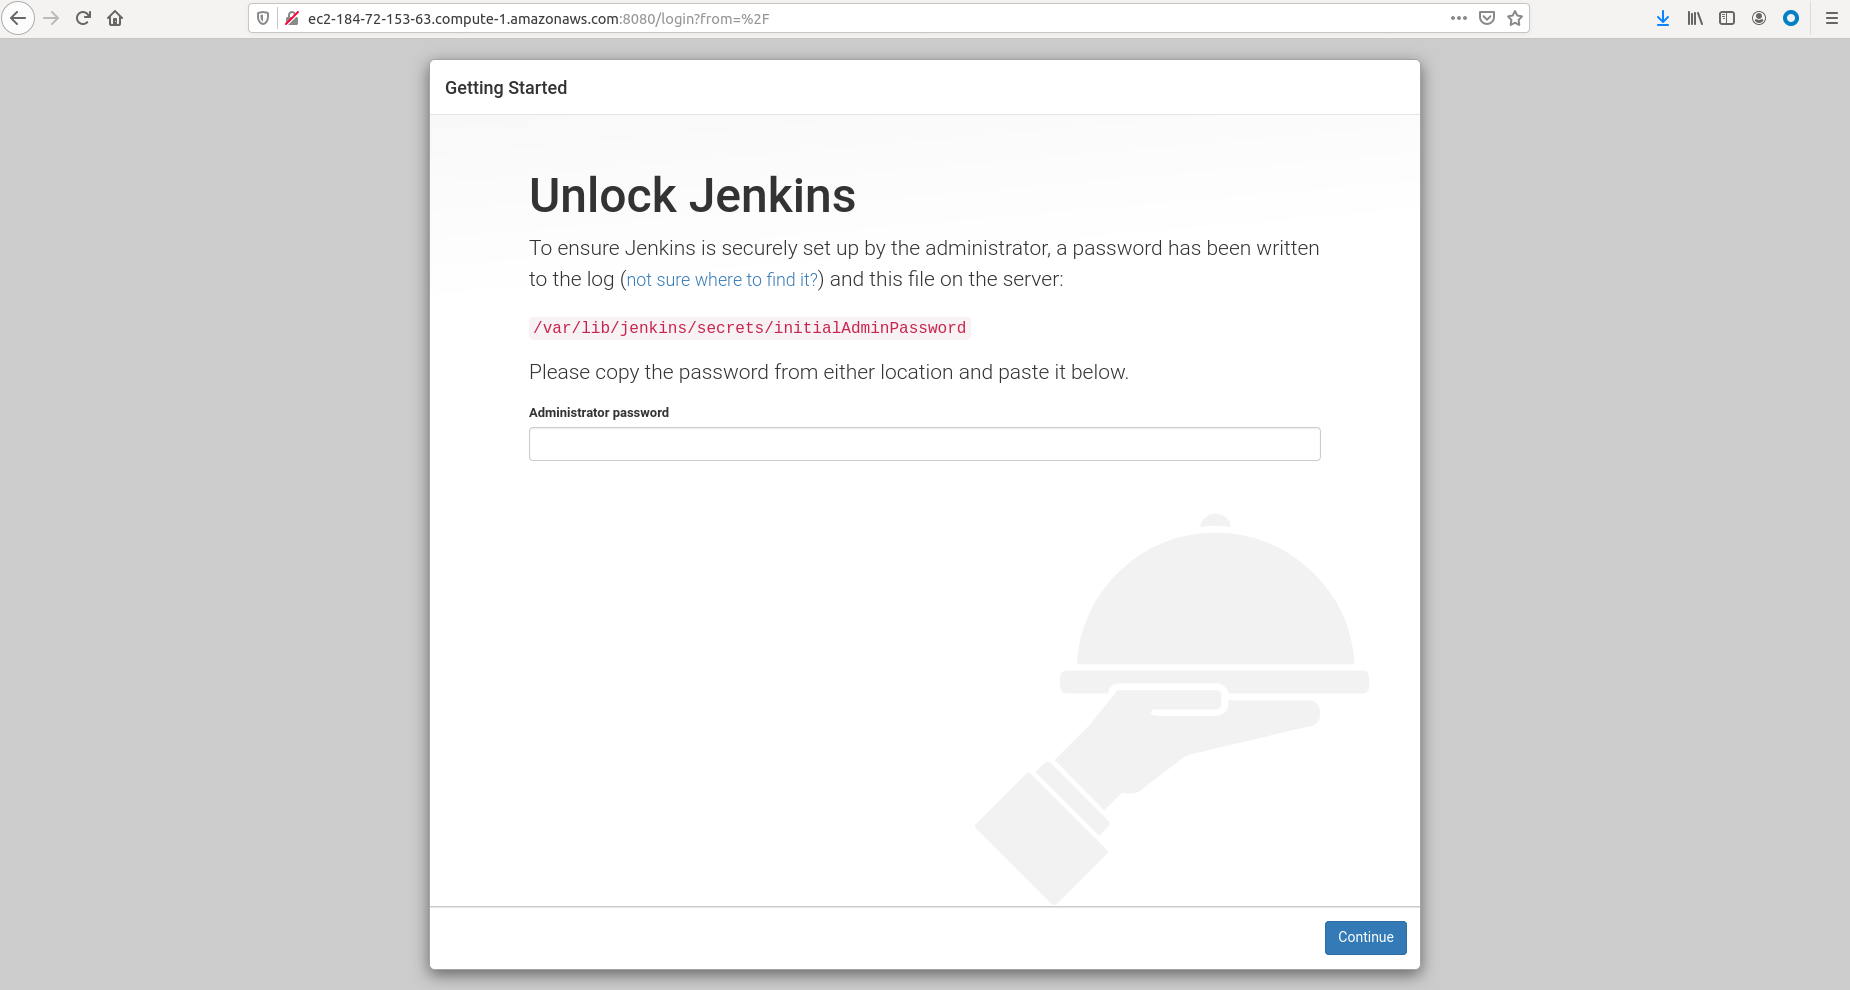 ec2-184-72-153-63.compute-1.amazonaws.com:8080/login?from=%2F
Getting Started
Unlock Jenkins
To ensure Jenkins is securely set up by the administrator, a password has been written
to the log (not sure where to find it?) and this file on the server:
/var/lib/jenkins/secrets/initialAdminPassword
Please copy the password from either location and paste it below.
Administrator password
Continue